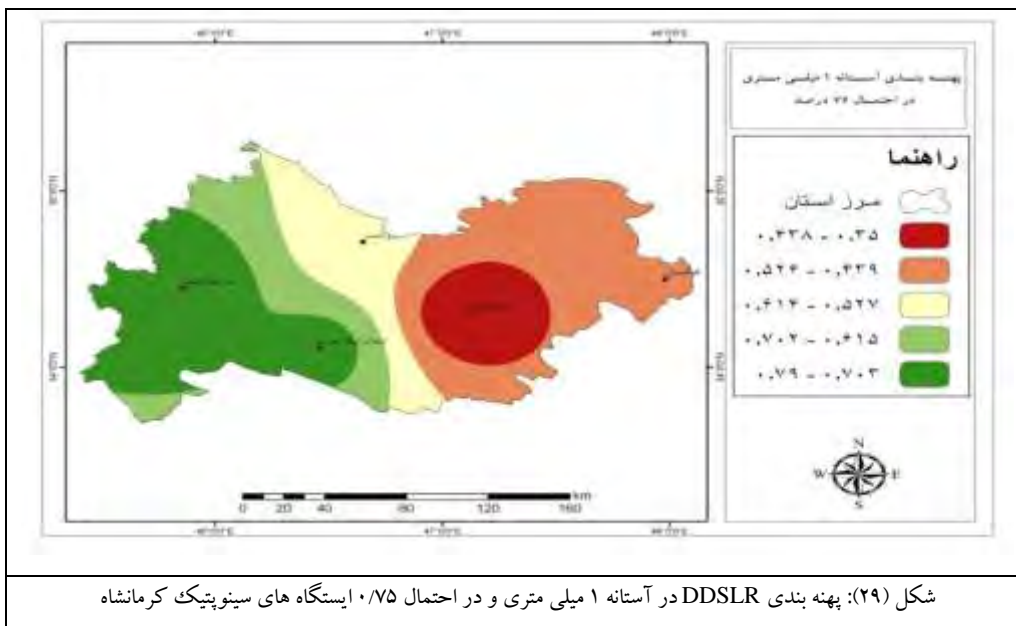 پهنه بندی آستانه ۱ میلی متری
در احتمال ۷۵ درصد
راهنما
مرز استان
۰,۴۳۸ - ۰,۳۵
۰,۵۲۶ - ۰,۴۳۹
۰,۶۱۴ - ۰,۵۲۷
۰,۷۰۲ - ۰,۶۱۵
۰,۷۹ - ۰,۷۰۳
N
W E
S
km
0 20 40 80 120 160
شکل (۲۹): پهنه بندی DDSLR در آستانه ۱ میلی متری و در احتمال ۰/۷۵ ایستگاه های سینوپتیک کرمانشاه